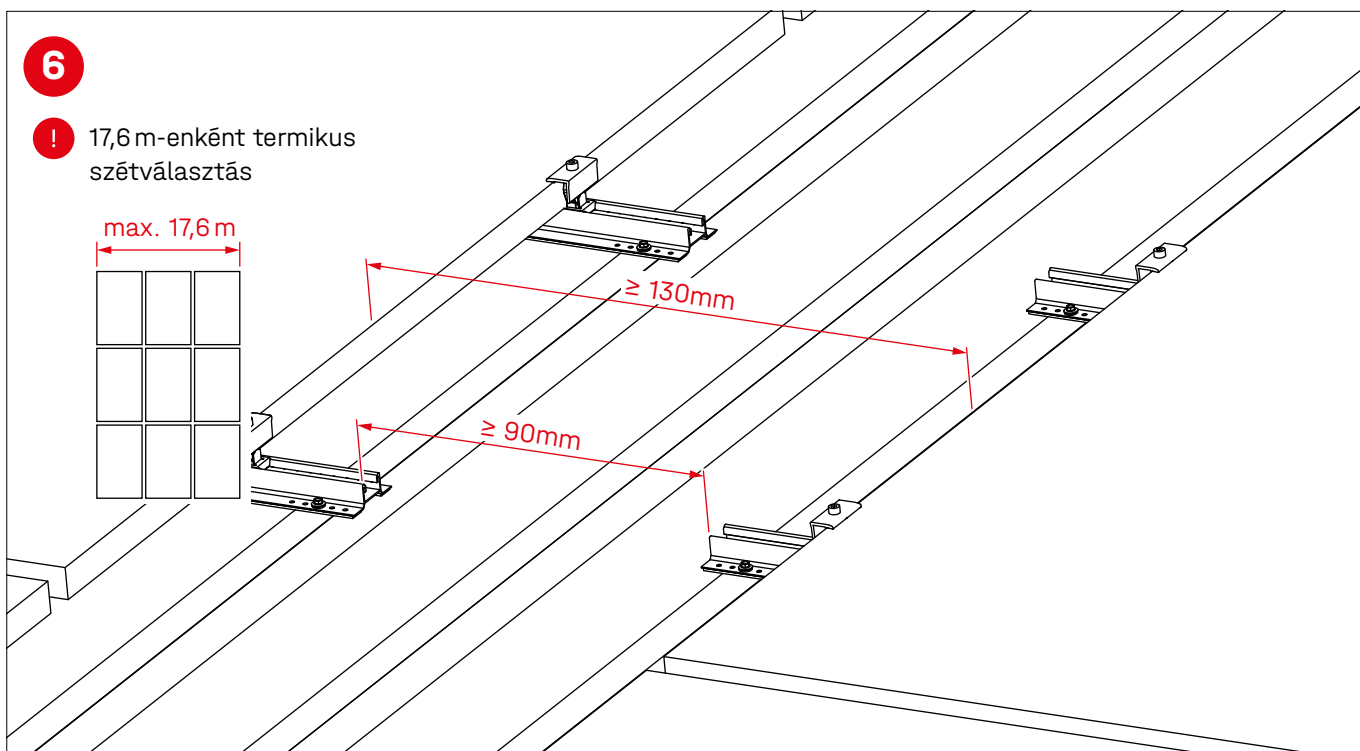 6
! 17,6 m-enként termikus
szétválasztás
max. 17,6 m
≥ 130mm
≥ 90mm